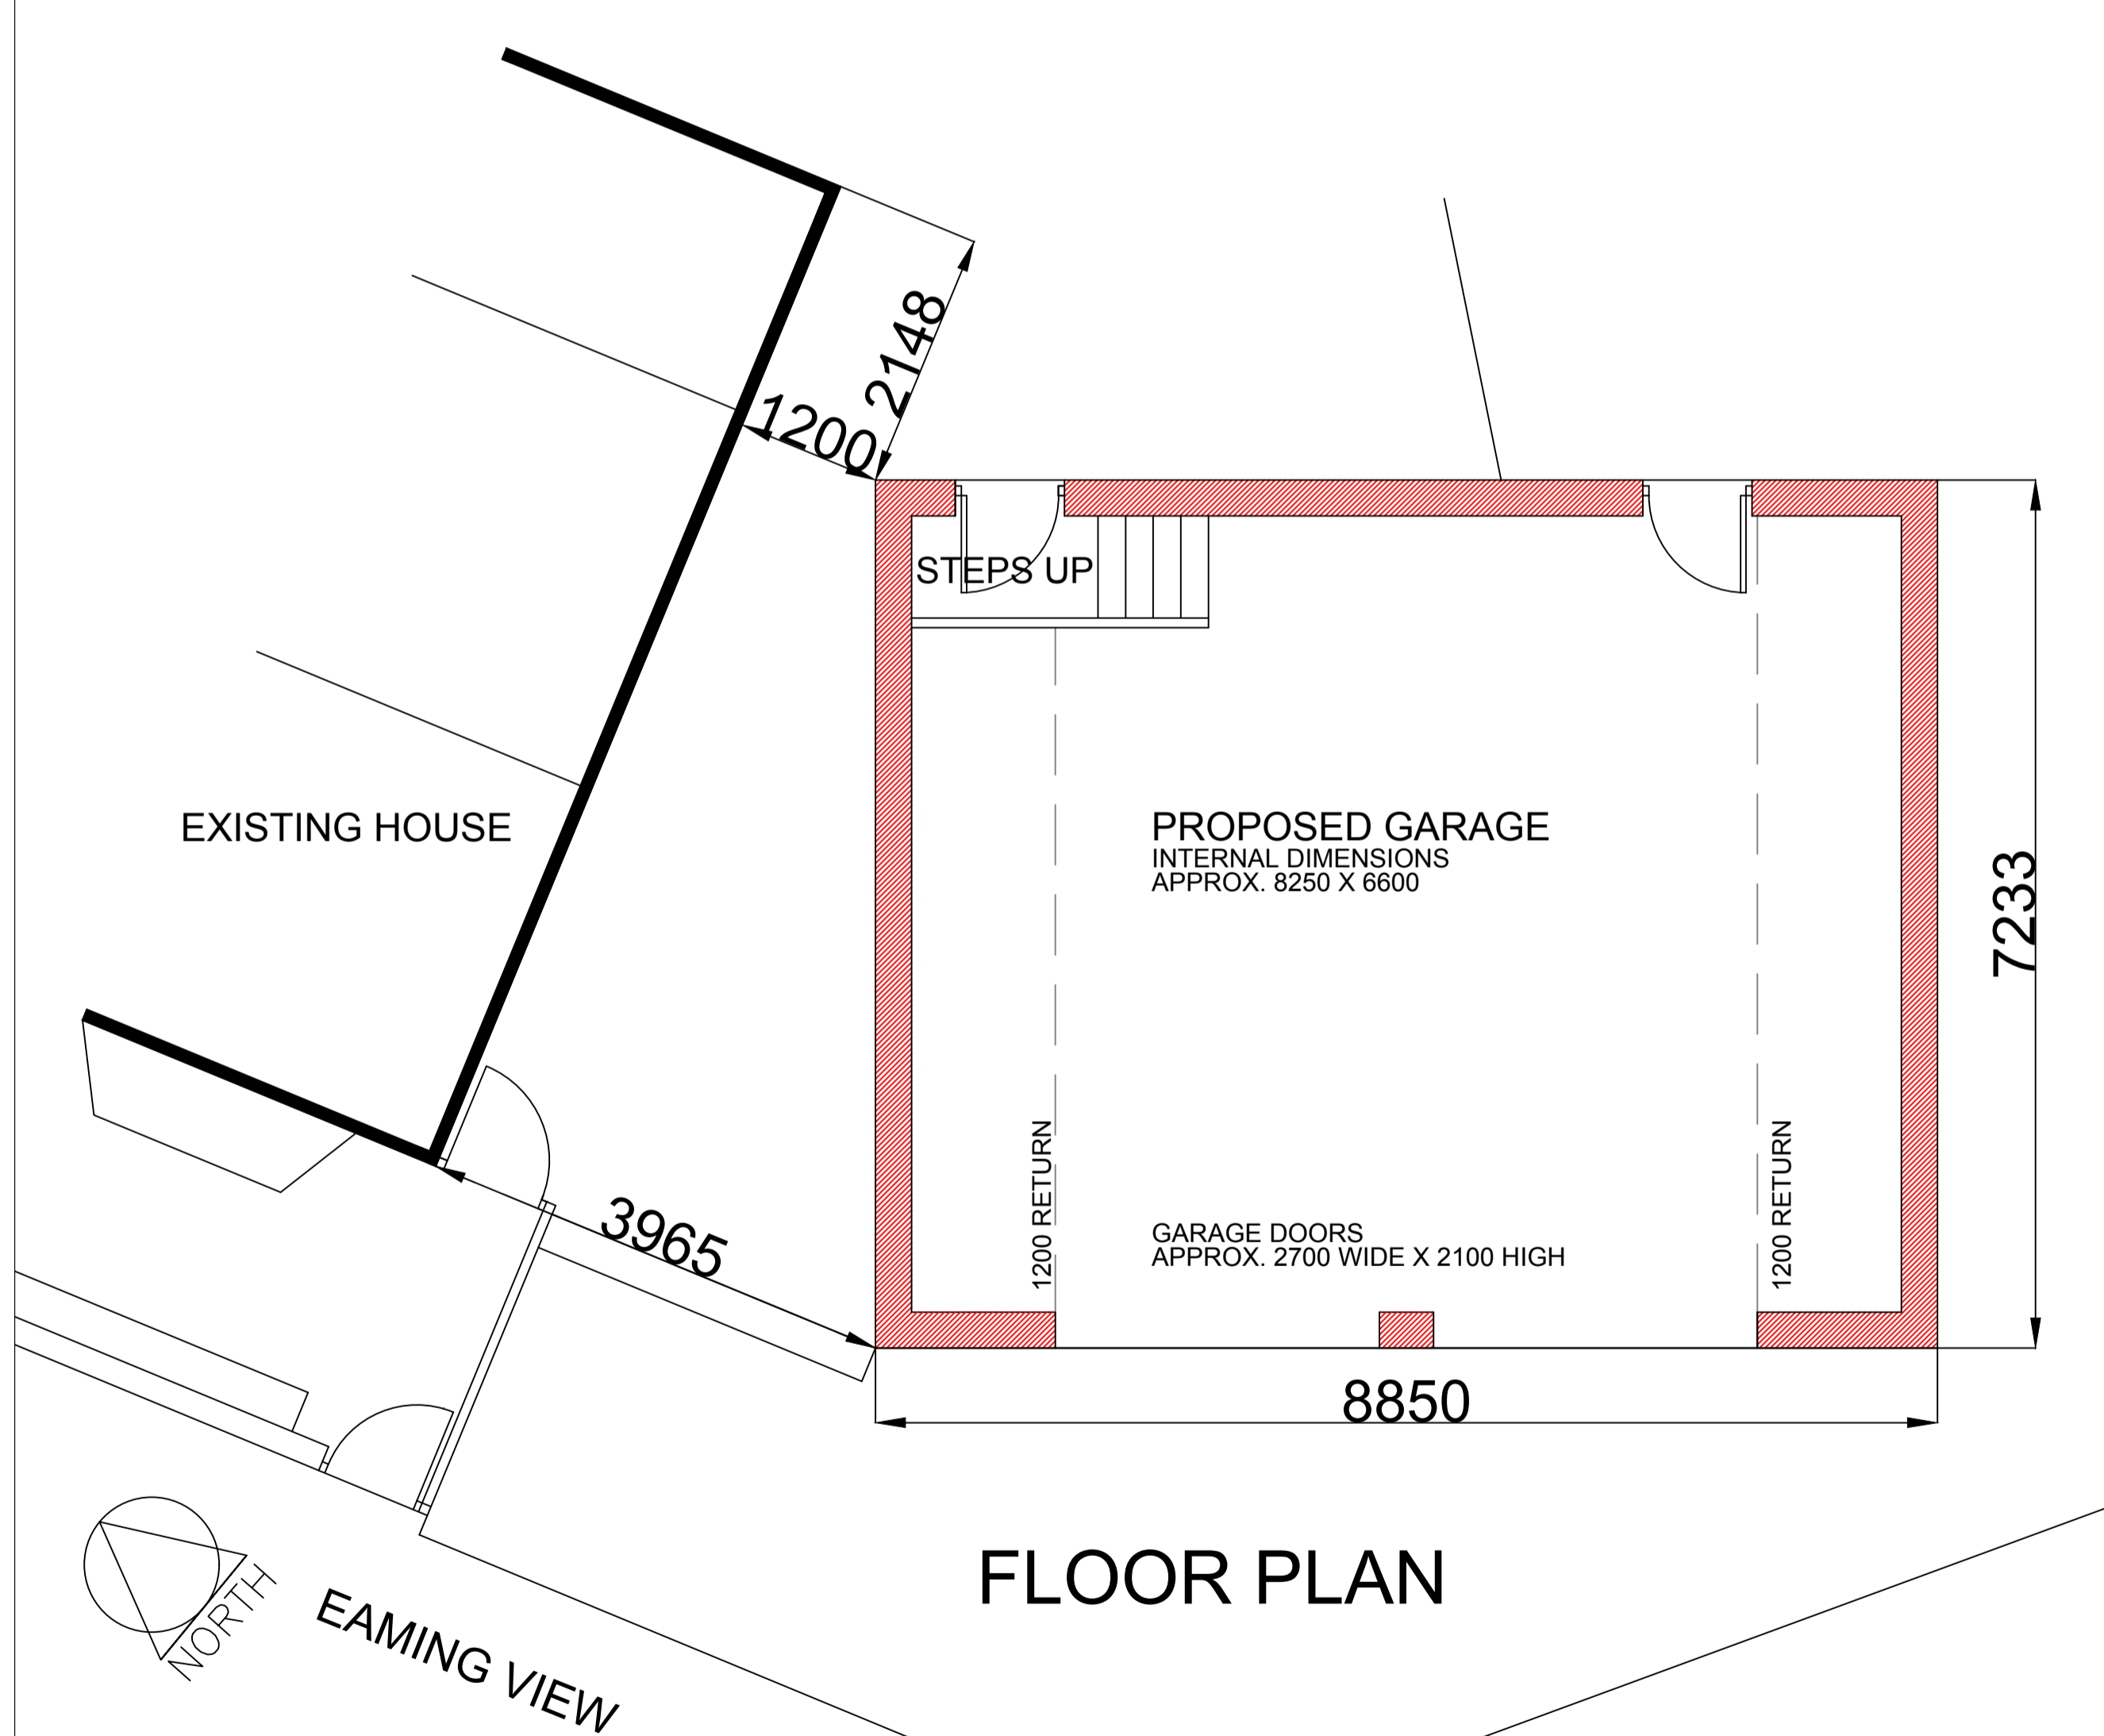 2148
1200
STEPS UP
EXISTING HOUSE
PROPOSED GARAGE
INTERNAL DIMENSIONS
APPROX. 8250 X 6600
7233
1200 RETURN
1200 RETURN
3965
GARAGE DOORS
APPROX. 2700 WIDE X 2100 HIGH
8850
FLOOR PLAN
NORTH
EAMING VIEW